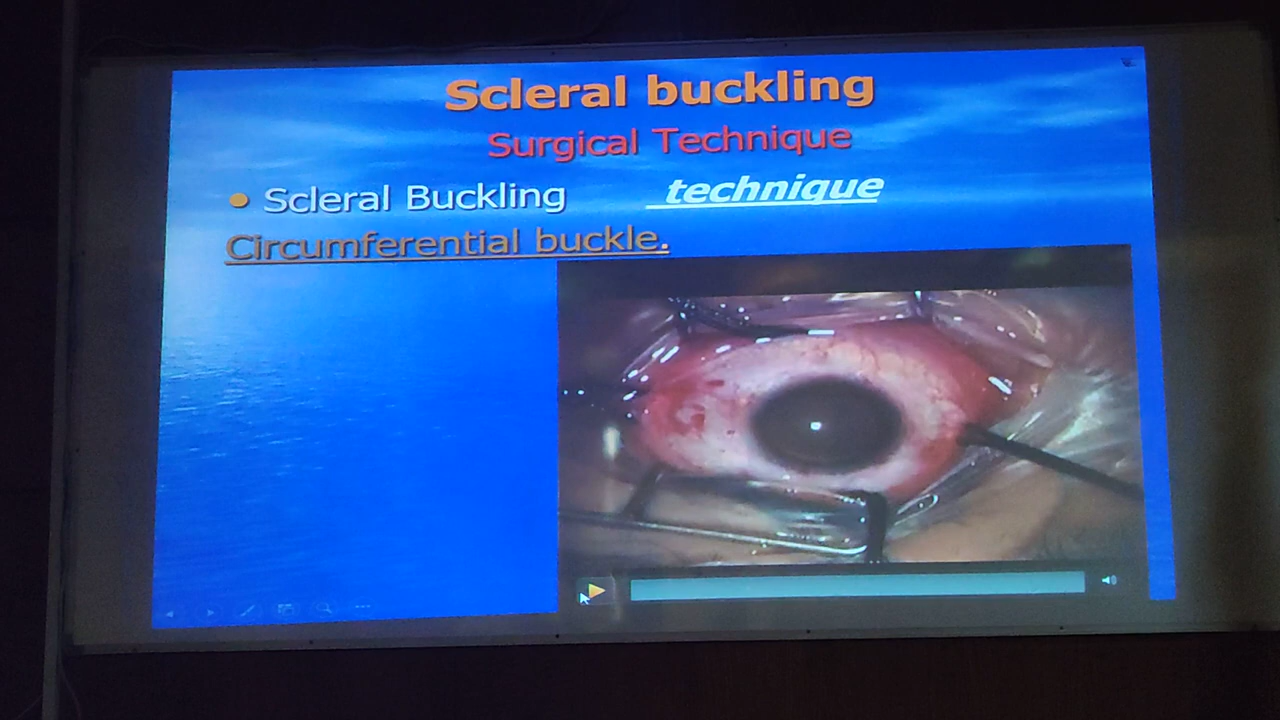 Scleral buckling
Surgical Technique
• Scleral Buckling technique
Circumferential buckle.